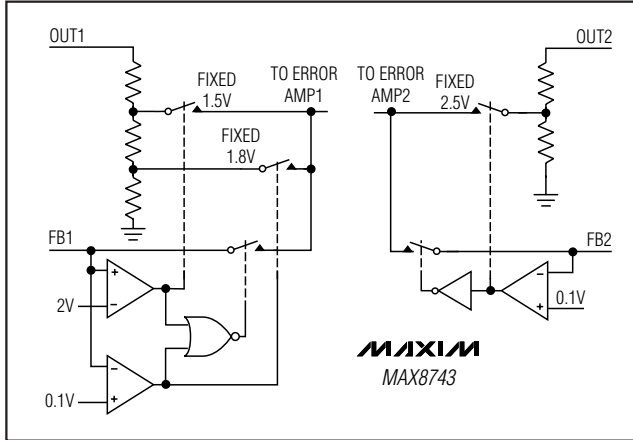 OUT1
OUT2
FIXED
1.5V
TO ERROR
AMP1
TO ERROR
AMP2
FIXED
2.5V
FIXED
1.8V
FB1
FB2
+
−
2V
−
+
0.1V
−
+
0.1V
MAXIM
MAX8743